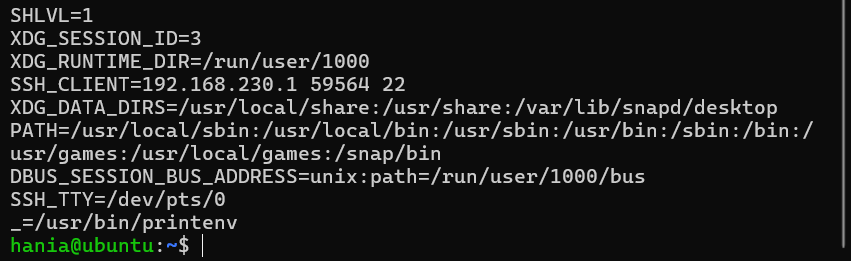 SHLVL=1
XDG_SESSION_ID=3
XDG_RUNTIME_DIR=/run/user/1000
SSH_CLIENT=192.168.230.1 59564 22
XDG_DATA_DIRS=/usr/local/share:/usr/share:/var/lib/snapd/desktop
PATH=/usr/local/sbin:/usr/local/bin:/usr/sbin:/usr/bin:/sbin:/bin:/
usr/games:/usr/local/games:/snap/bin
DBUS_SESSION_BUS_ADDRESS=unix:path=/run/user/1000/bus
SSH_TTY=/dev/pts/0
_=/usr/bin/printenv
hania@ubuntu:~$